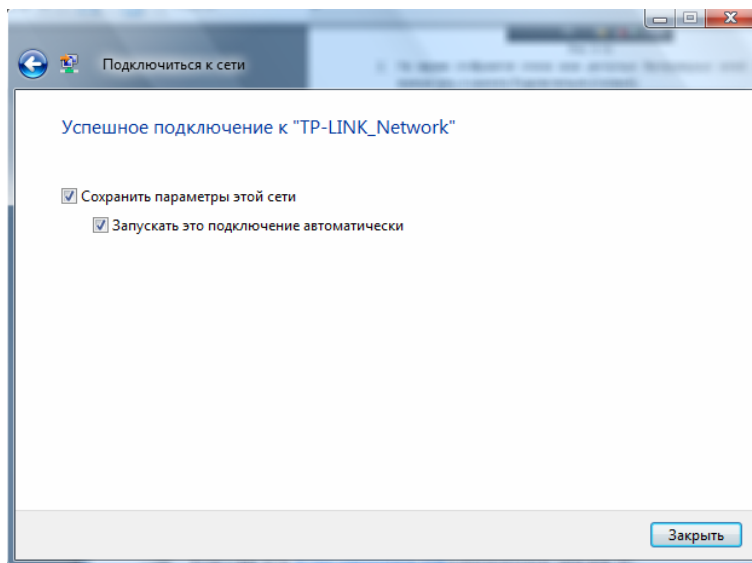 Подключиться к сети
Успешное подключение к "TP-LINK_Network"
Сохранить параметры этой сети
Запускать это подключение автоматически
Закрыть